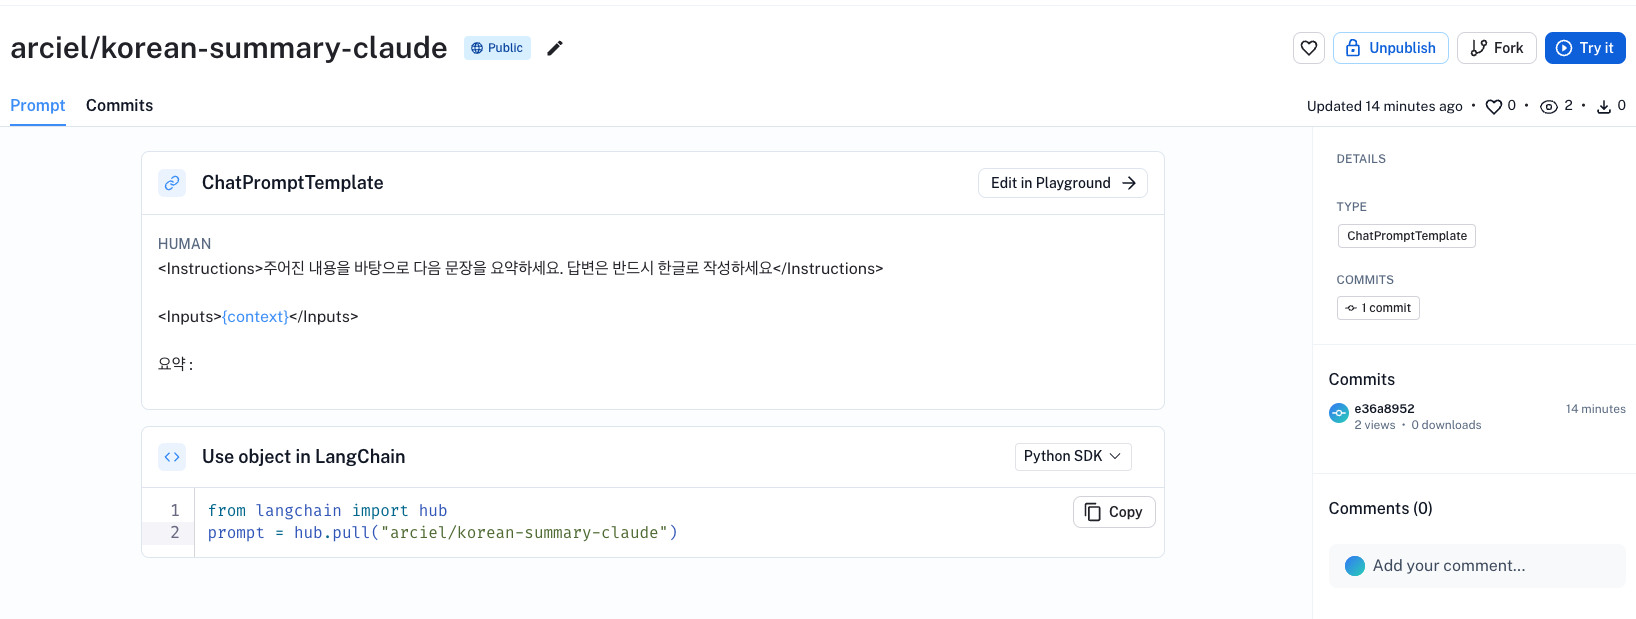 arciel/korean-summary-claude
Public
Unpublish
Fork
Try it
Prompt
Commits
Updated 14 minutes ago • 0 • 2 • 0
ChatPromptTemplate
Edit in Playground
HUMAN
<Instructions>주어진 내용을 바탕으로 다음 문장을 요약하세요. 답변은 반드시 한글로 작성하세요</Instructions>
<Inputs>{context}</Inputs>
요약 :
Use object in LangChain
Python SDK
1 from langchain import hub
2 prompt = hub.pull("arciel/korean-summary-claude")
Copy
DETAILS
TYPE
ChatPromptTemplate
COMMITS
1 commit
Commits
e36a8952
14 minutes
2 views • 0 downloads
Comments (0)
Add your comment...